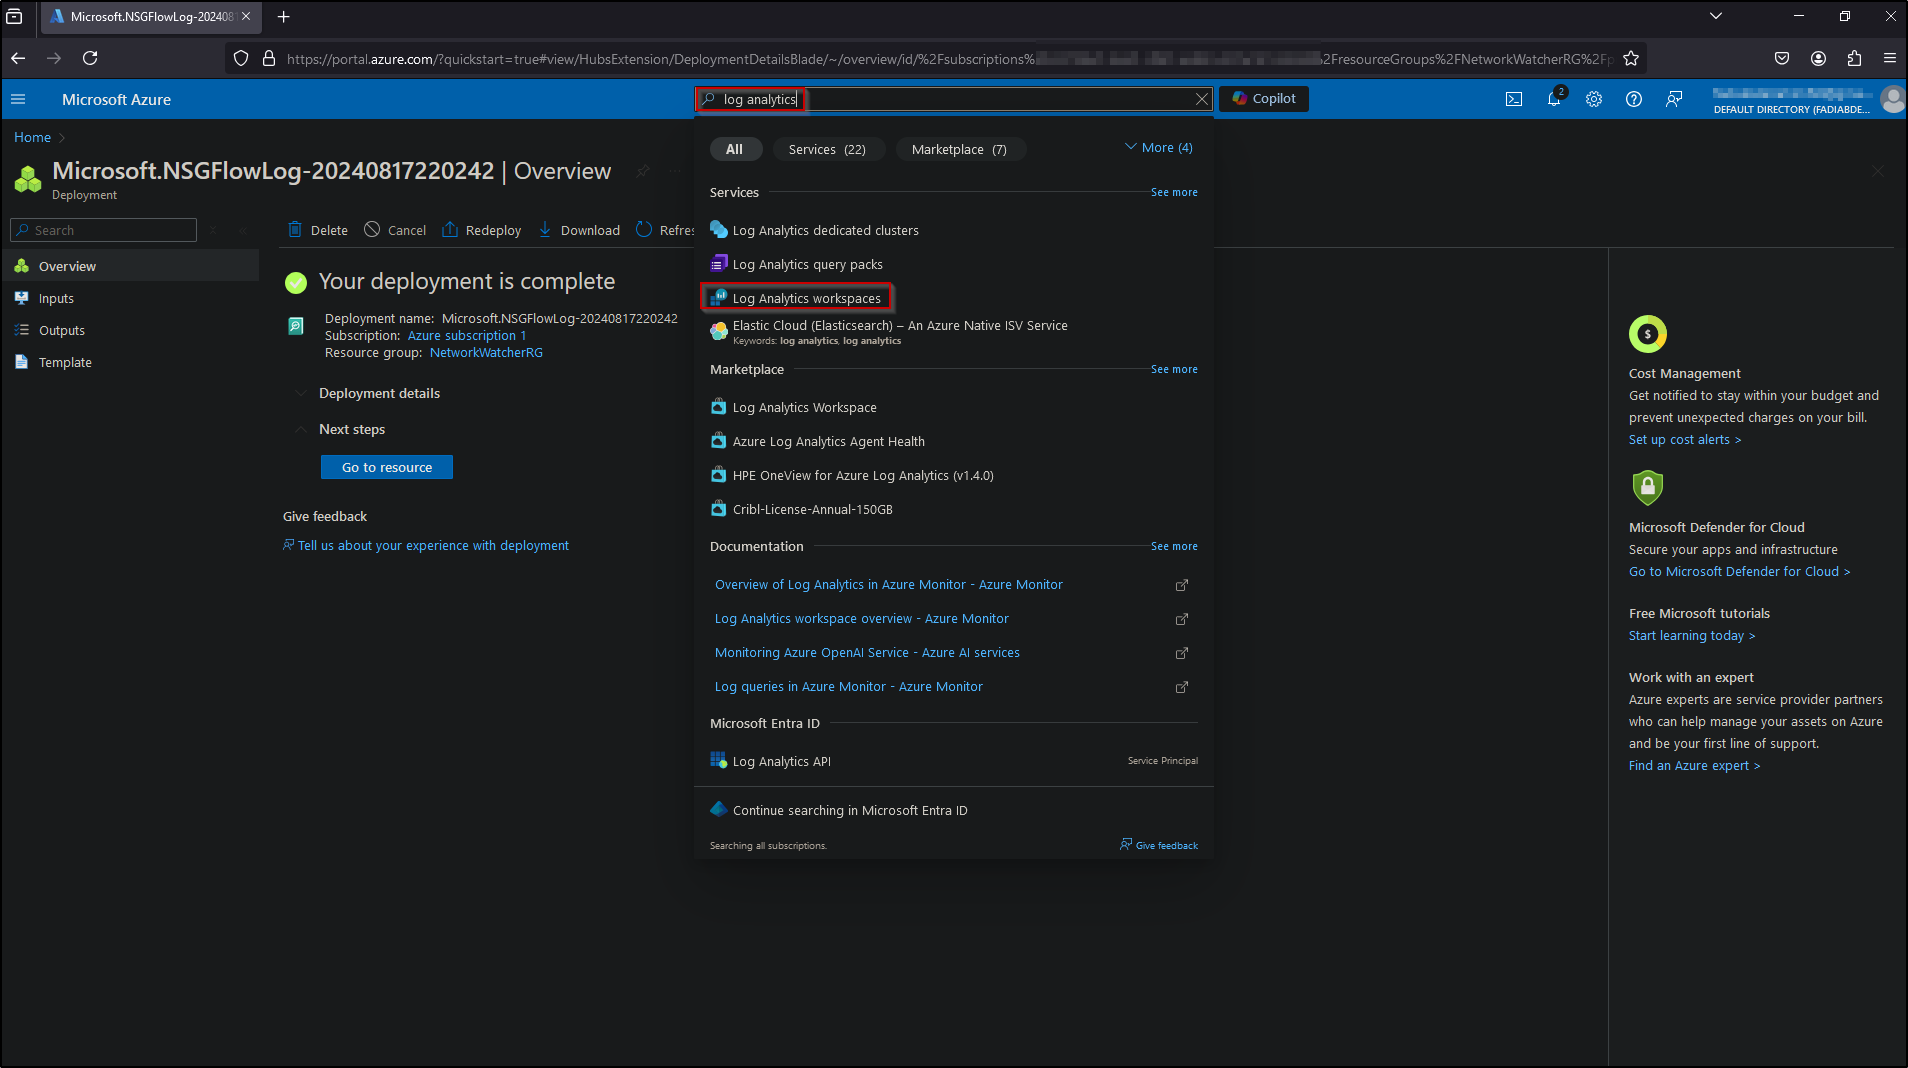 Microsoft.NSGFlowLog-202408
https://portal.azure.com/?quickstart=true#view/HubsExtension/DeploymentDetailsBlade/~/overview/id/%2Fsubscriptions%
2FresourceGroups%2FNetworkWatcherRG%2Fp
Microsoft Azure
log analytics
Copilot
2
DEFAULT DIRECTORY (FADIABDE...
Home
Microsoft.NSGFlowLog-20240817220242 | Overview
Deployment
Search
Overview
Inputs
Outputs
Template
Delete
Cancel
Redeploy
Download
Refres
Your deployment is complete
Deployment name: Microsoft.NSGFlowLog-20240817220242
Subscription: Azure subscription 1
Resource group: NetworkWatcherRG
Deployment details
Next steps
Go to resource
Give feedback
Tell us about your experience with deployment
All
Services (22)
Marketplace (7)
More (4)
Services
See more
Log Analytics dedicated clusters
Log Analytics query packs
Log Analytics workspaces
Elastic Cloud (Elasticsearch) – An Azure Native ISV Service
Keywords: log analytics, log analytics
Marketplace
See more
Log Analytics Workspace
Azure Log Analytics Agent Health
HPE OneView for Azure Log Analytics (v1.4.0)
Cribl-License-Annual-150GB
Documentation
See more
Overview of Log Analytics in Azure Monitor - Azure Monitor
Log Analytics workspace overview - Azure Monitor
Monitoring Azure OpenAI Service - Azure AI services
Log queries in Azure Monitor - Azure Monitor
Microsoft Entra ID
Log Analytics API
Service Principal
Continue searching in Microsoft Entra ID
Searching all subscriptions.
Give feedback
Cost Management
Get notified to stay within your budget and
prevent unexpected charges on your bill.
Set up cost alerts >
Microsoft Defender for Cloud
Secure your apps and infrastructure
Go to Microsoft Defender for Cloud >
Free Microsoft tutorials
Start learning today >
Work with an expert
Azure experts are service provider partners
who can help manage your assets on Azure
and be your first line of support.
Find an Azure expert >